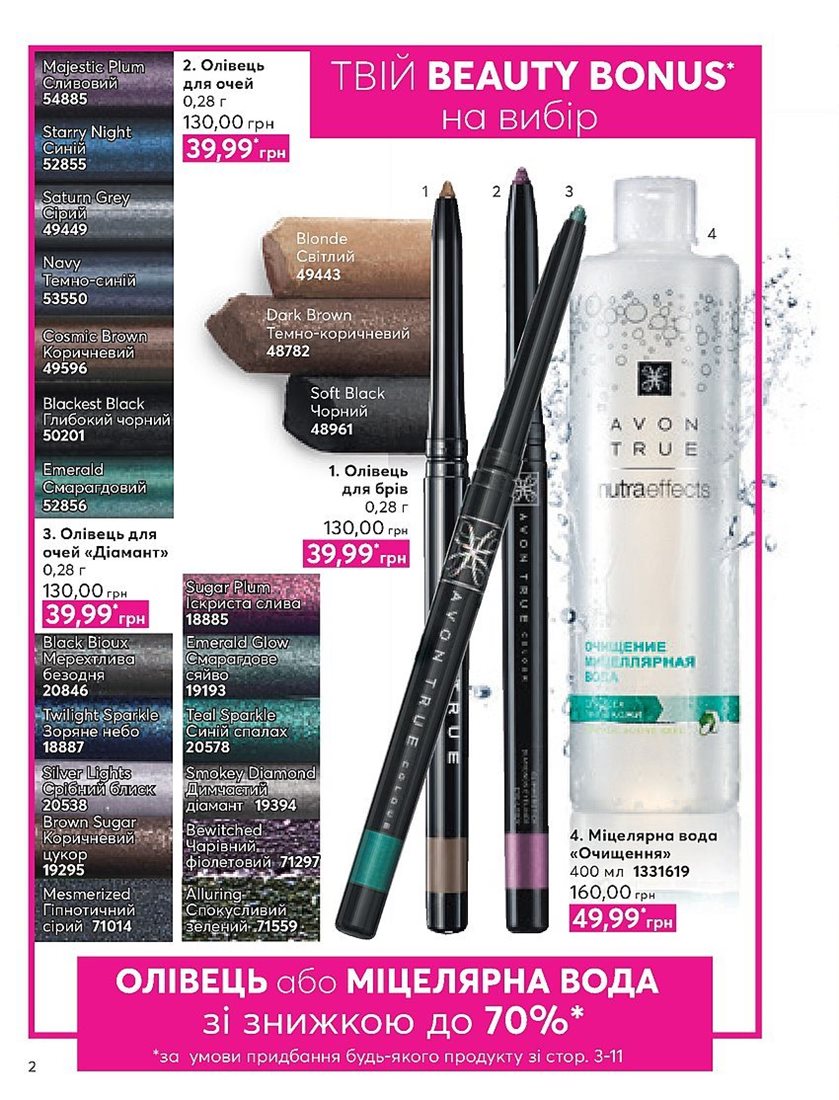 ТВІЙ BEAUTY BONUS*
на вибір
Majestic Plum
Сливовий
54885
Starry Night
Синій
52855
Saturn Grey
Сірий
49449
Navy
Темно-синій
53550
Cosmic Brown
Коричневий
49596
Blackest Black
Глибокий чорний
50201
Emerald
Смарагдовий
52856
2. Олівець
для очей
0,28 г
130,00 грн
39,99* грн
1
2
3
4
Blonde
Світлий
49443
Dark Brown
Темно-коричневий
48782
Soft Black
Чорний
48961
1. Олівець
для брів
0,28 г
130,00 грн
39,99* грн
3. Олівець для
очей «Діамант»
0,28 г
130,00 грн
39,99* грн
Black Bioux
Мерехтлива
безодня
20846
Twilight Sparkle
Зоряне небо
18887
Silver Lights
Срібний блиск
20538
Brown Sugar
Коричневий
цукор
19295
Mesmerized
Гіпнотичний
сірий 71014
Sugar Plum
Іскриста слива
18885
Emerald Glow
Смарагдове
сяйво
19193
Teal Sparkle
Синій спалах
20578
Smokey Diamond
Димчастий
діамант 19394
Bewitched
Чарівний
фіолетовий 71297
Alluring
Спокусливий
зелений 71559
AVON TRUE COLOUR
TRUE
AVON TRUE COLOUR
AVON
TRUE
nutraeffects
ОЧИЩЕНИЕ
МИЦЕЛЛЯРНАЯ
ВОДА
4. Міцелярна вода
«Очищення»
400 мл 1331619
160,00 грн
49,99* грн
ОЛІВЕЦЬ або МІЦЕЛЯРНА ВОДА
зі знижкою до 70%*
*за умови придбання будь-якого продукту зі стор. 3-11
2